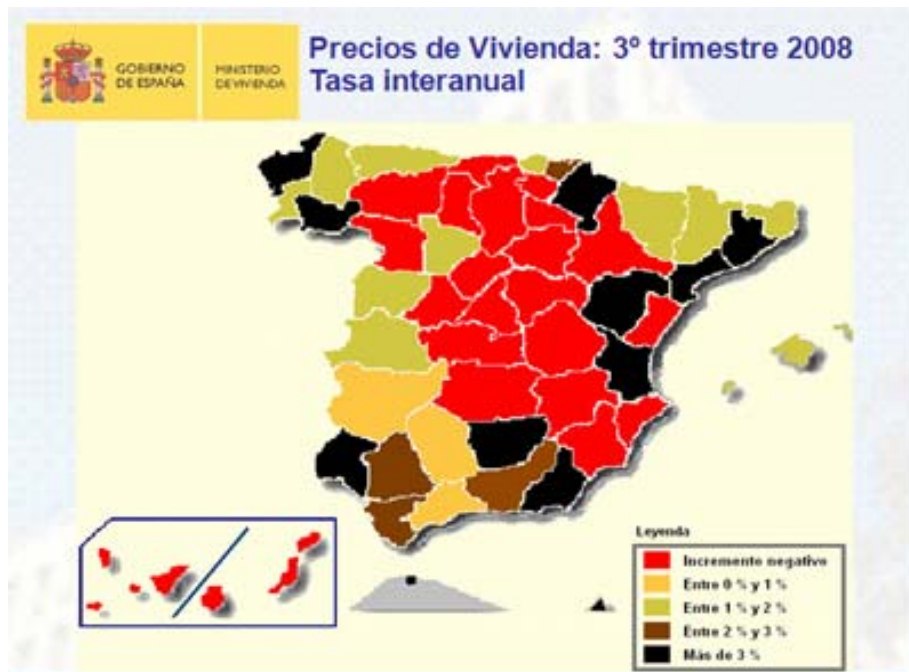 GOBIERNO
DE ESPAÑA
MINISTERIO
DE VIVIENDA
Precios de Vivienda: 3º trimestre 2008
Tasa interanual
Leyenda
Incremento negativo
Entre 0 % y 1 %
Entre 1 % y 2 %
Entre 2 % y 3 %
Más de 3 %